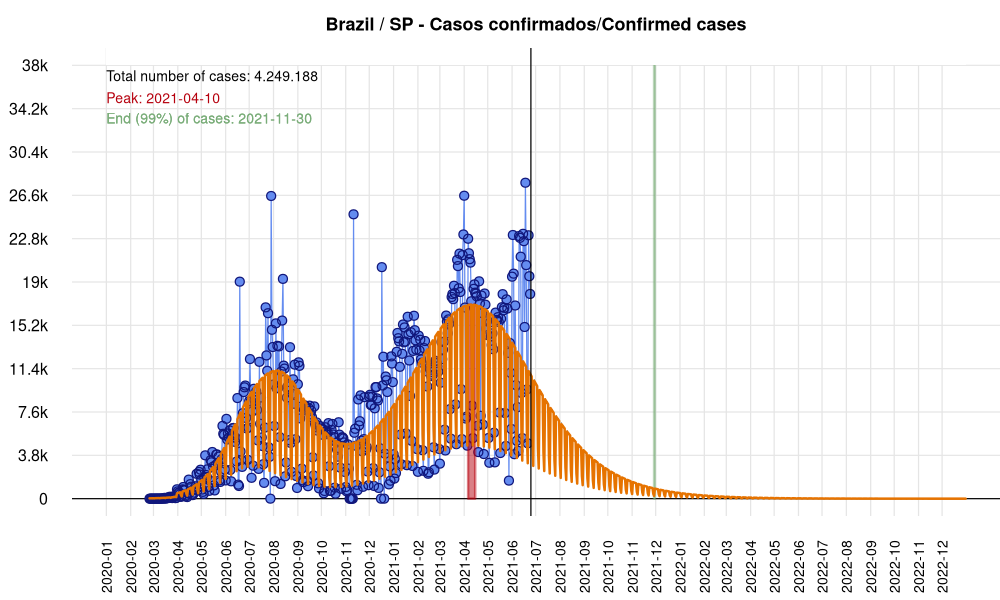 Brazil / SP - Casos confirmados/Confirmed cases
Total number of cases: 4.249.188
Peak: 2021-04-10
End (99%) of cases: 2021-11-30
38k
34.2k
30.4k
26.6k
22.8k
19k
15.2k
11.4k
7.6k
3.8k
0
2020-01
2020-02
2020-03
2020-04
2020-05
2020-06
2020-07
2020-08
2020-09
2020-10
2020-11
2020-12
2021-01
2021-02
2021-03
2021-04
2021-05
2021-06
2021-07
2021-08
2021-09
2021-10
2021-11
2021-12
2022-01
2022-02
2022-03
2022-04
2022-05
2022-06
2022-07
2022-08
2022-09
2022-10
2022-11
2022-12